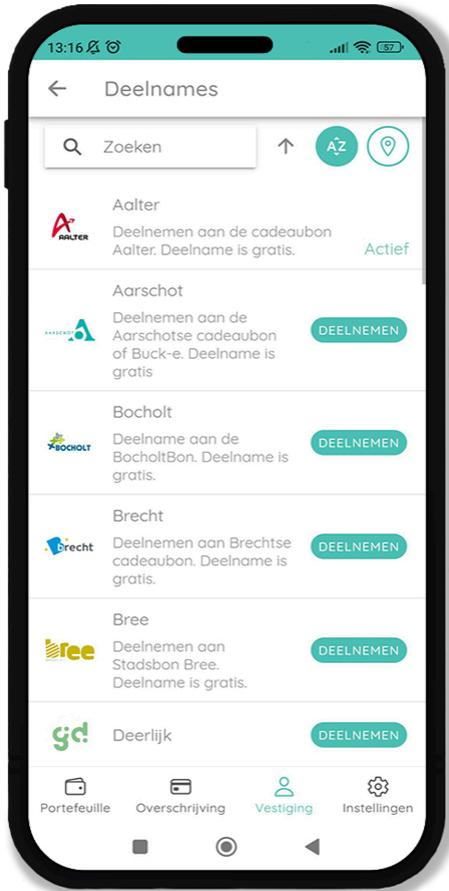 13:16
57
Deelnames
Zoeken
AZ
AALTER
Aalter
Deelnemen aan de cadeaubon
Aalter. Deelname is gratis.
Actief
AARSCHOT
Aarschot
Deelnemen aan de
Aarschotse cadeaubon
of Buck-e. Deelname is
gratis
DEELNEMEN
BOCHOLT
Bocholt
Deelname aan de
BocholtBon. Deelname is
gratis.
DEELNEMEN
brecht
Brecht
Deelnemen aan Brechtse
cadeaubon. Deelname is
gratis.
DEELNEMEN
bree
Bree
Deelnemen aan
Stadsbon Bree.
Deelname is gratis.
DEELNEMEN
gd
Deerlijk
DEELNEMEN
Portefeuille
Overschrijving
Vestiging
Instellingen